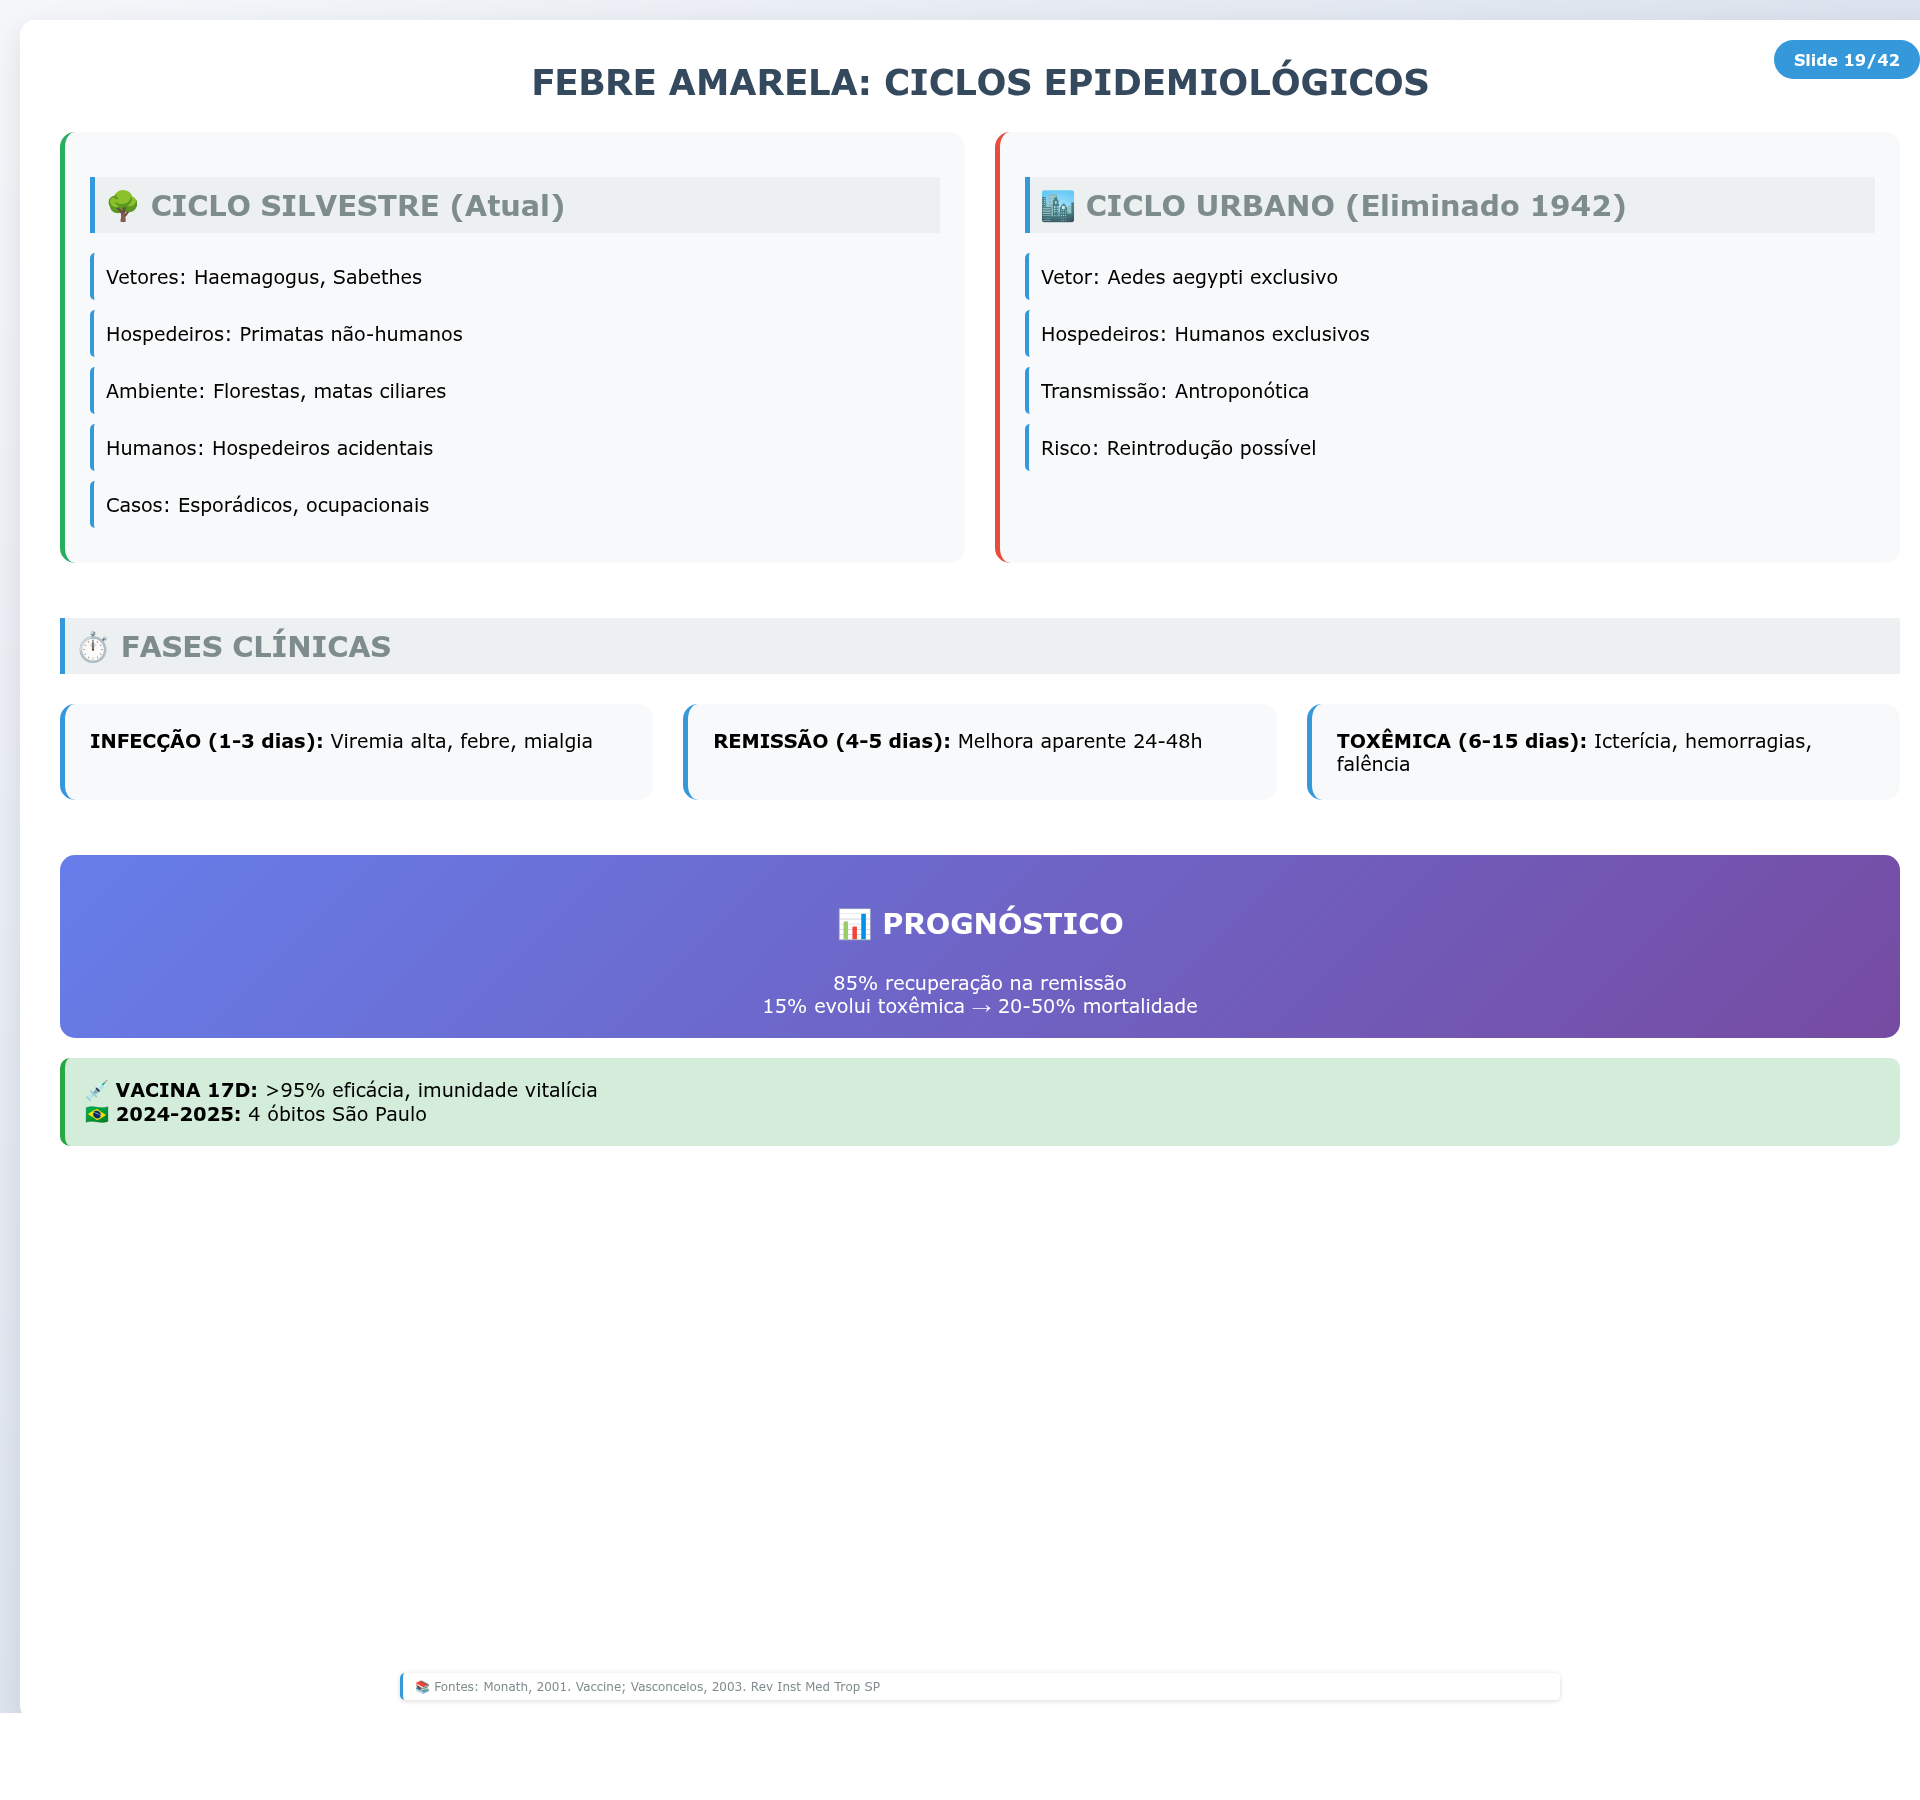 Slide 19/42
FEBRE AMARELA: CICLOS EPIDEMIOLÓGICOS
🌳 CICLO SILVESTRE (Atual)
Vetores: Haemagogus, Sabethes
Hospedeiros: Primatas não-humanos
Ambiente: Florestas, matas ciliares
Humanos: Hospedeiros acidentais
Casos: Esporádicos, ocupacionais
🏙️ CICLO URBANO (Eliminado 1942)
Vetor: Aedes aegypti exclusivo
Hospedeiros: Humanos exclusivos
Transmissão: Antroponótica
Risco: Reintrodução possível
⏱️ FASES CLÍNICAS
INFECÇÃO (1-3 dias): Viremia alta, febre, mialgia
REMISSÃO (4-5 dias): Melhora aparente 24-48h
TOXÊMICA (6-15 dias): Icterícia, hemorragias,
falência
📊 PROGNÓSTICO
85% recuperação na remissão
15% evolui toxêmica → 20-50% mortalidade
💉 VACINA 17D: >95% eficácia, imunidade vitalícia
🇧🇷 2024-2025: 4 óbitos São Paulo
📚 Fontes: Monath, 2001. Vaccine; Vasconcelos, 2003. Rev Inst Med Trop SP